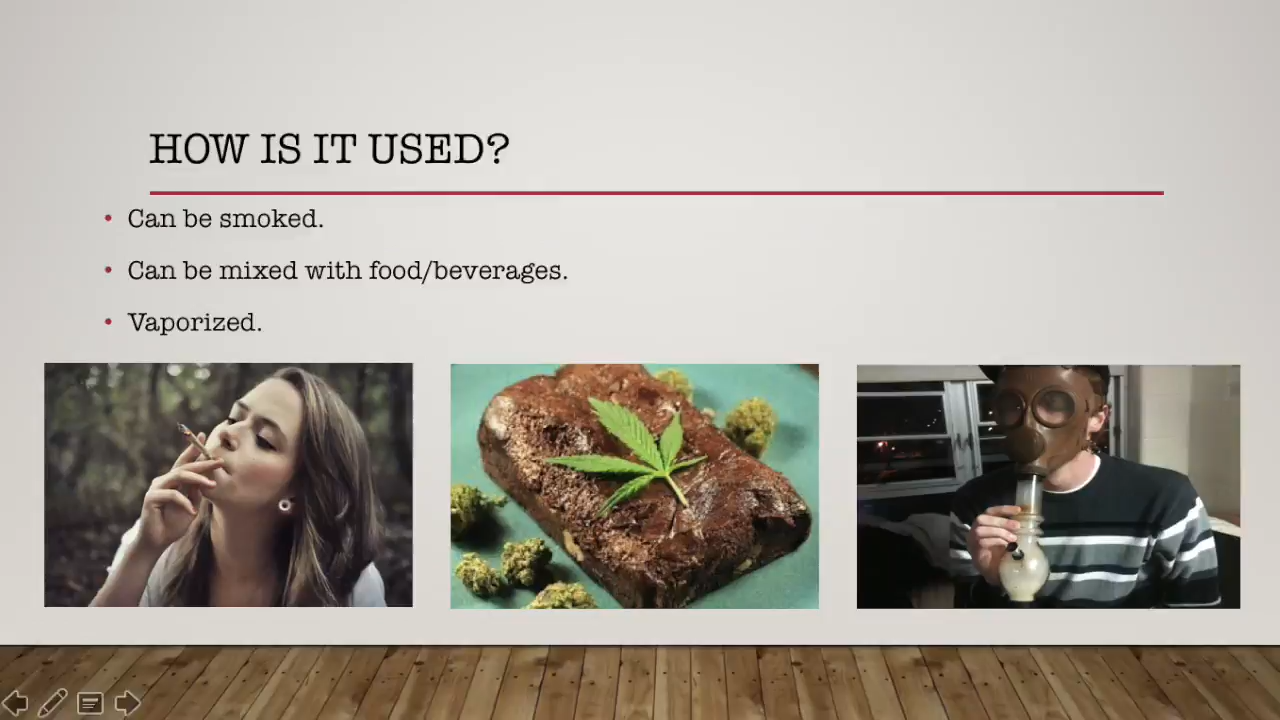 HOW IS IT USED?
• Can be smoked.
• Can be mixed with food/beverages.
• Vaporized.